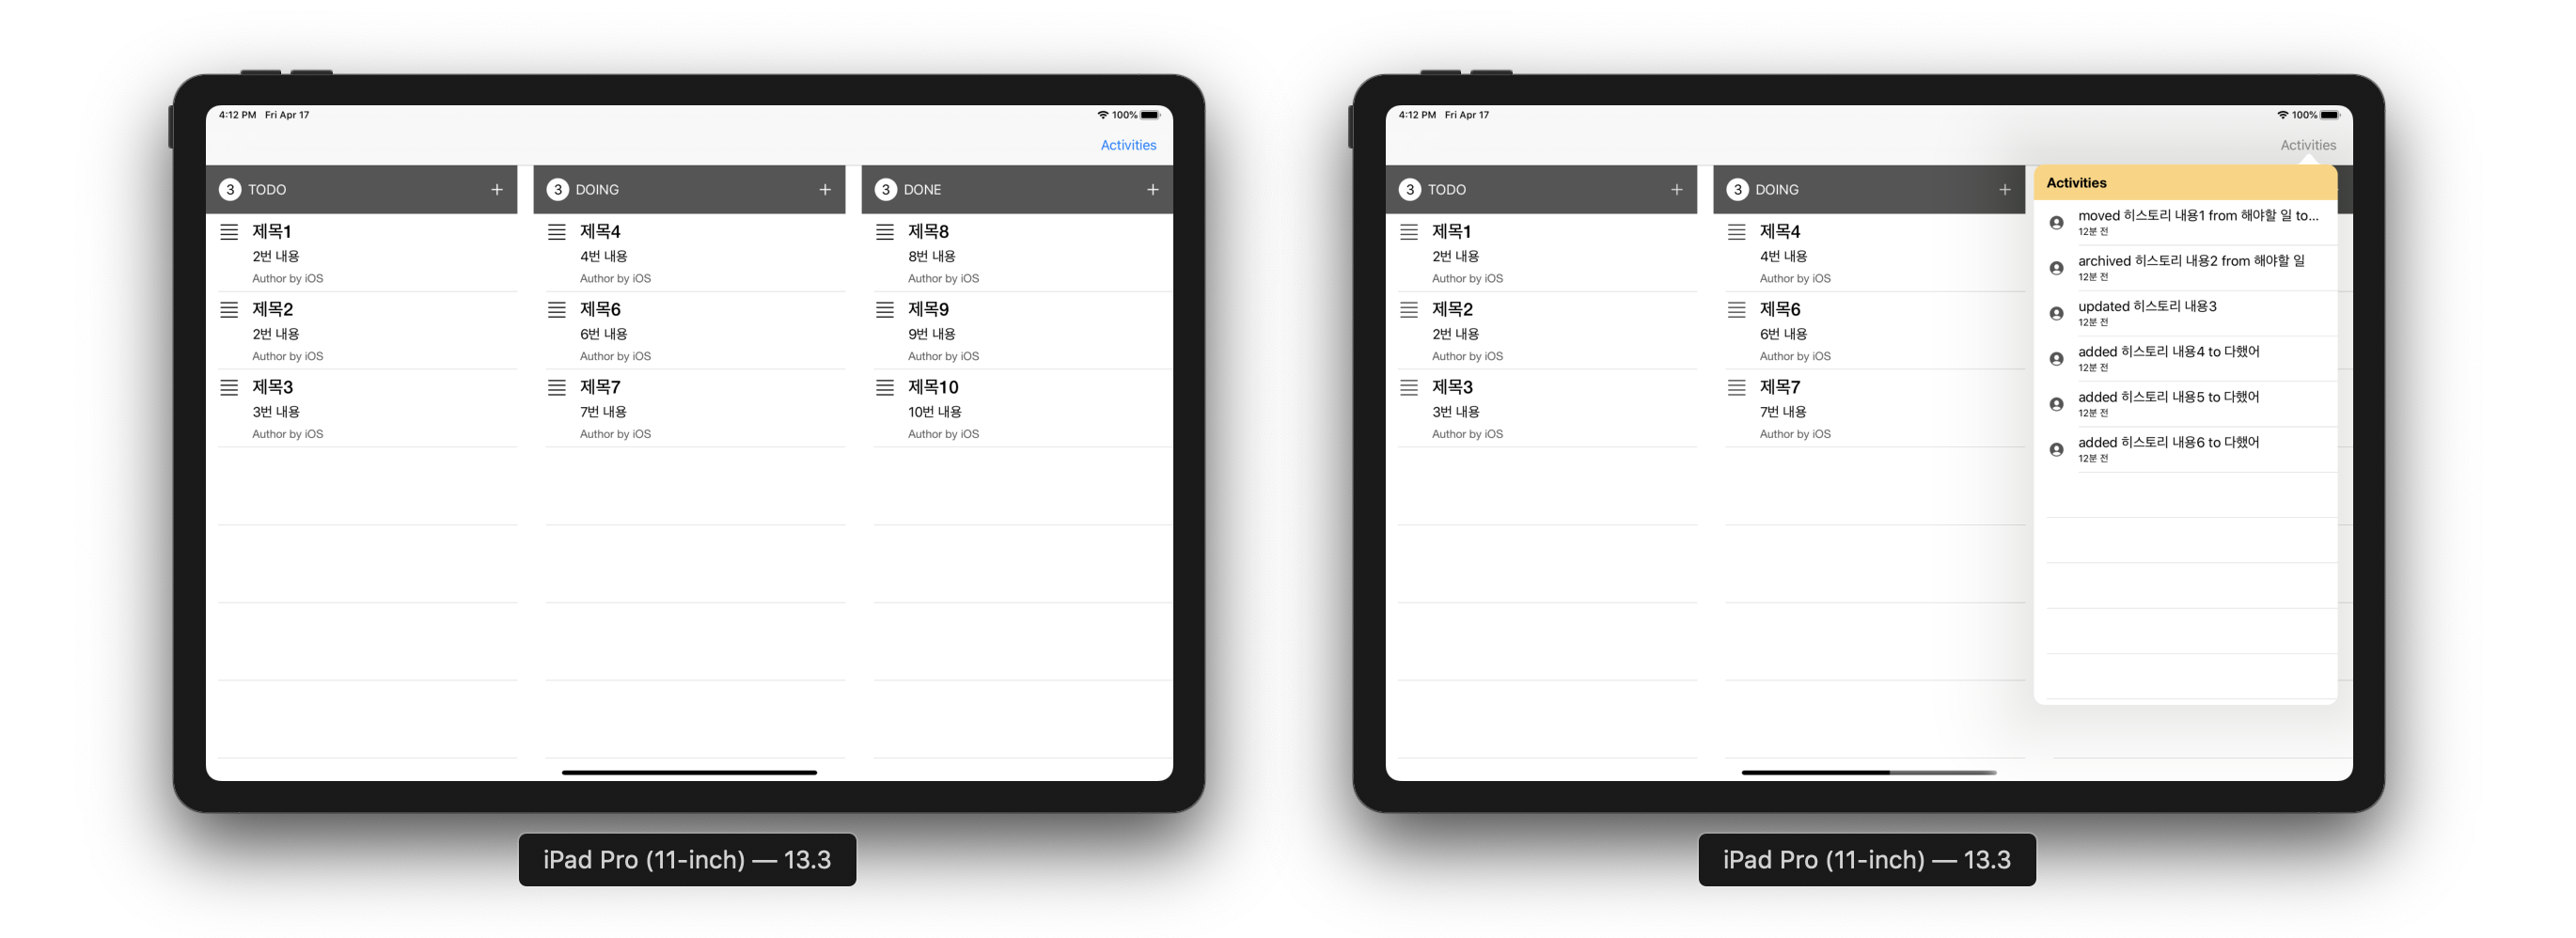 4:12 PM Fri Apr 17
100%
Activities
3 TODO +
제목1
2번 내용
Author by iOS
제목2
2번 내용
Author by iOS
제목3
3번 내용
Author by iOS
3 DOING +
제목4
4번 내용
Author by iOS
제목6
6번 내용
Author by iOS
제목7
7번 내용
Author by iOS
3 DONE +
제목8
8번 내용
Author by iOS
제목9
9번 내용
Author by iOS
제목10
10번 내용
Author by iOS
iPad Pro (11-inch) — 13.3
4:12 PM Fri Apr 17
100%
Activities
3 TODO +
제목1
2번 내용
Author by iOS
제목2
2번 내용
Author by iOS
제목3
3번 내용
Author by iOS
3 DOING +
제목4
4번 내용
Author by iOS
제목6
6번 내용
Author by iOS
제목7
7번 내용
Author by iOS
Activities
moved 히스토리 내용1 from 해야할 일 to...
12분 전
archived 히스토리 내용2 from 해야할 일
12분 전
updated 히스토리 내용3
12분 전
added 히스토리 내용4 to 다했어
12분 전
added 히스토리 내용5 to 다했어
12분 전
added 히스토리 내용6 to 다했어
12분 전
iPad Pro (11-inch) — 13.3